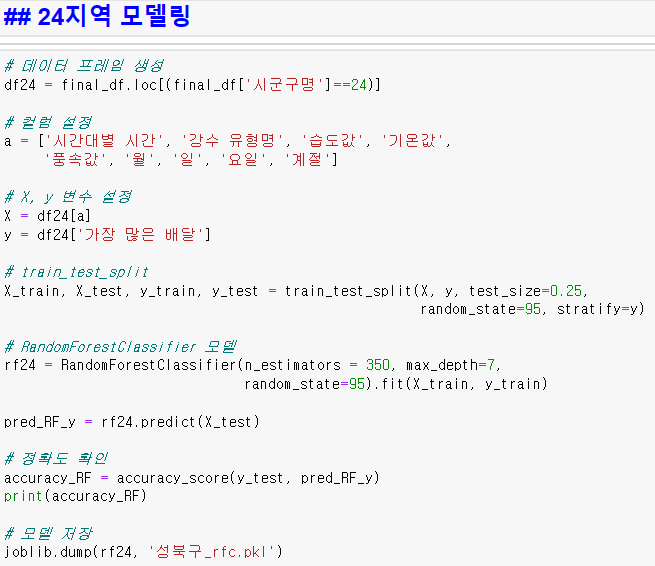 ## 24지역 모델링
# 데이터 프레임 생성
df24 = final_df.loc[(final_df['시군구명']==24)]
# 컬럼 설정
a = ['시간대별 시간', '강수 유형명', '습도값', '기온값',
'풍속값', '월', '일', '요일', '계절']
# X, y 변수 설정
X = df24[a]
y = df24['가장 많은 배달']
# train_test_split
X_train, X_test, y_train, y_test = train_test_split(X, y, test_size=0.25,
random_state=95, stratify=y)
# RandomForestClassifier 모델
rf24 = RandomForestClassifier(n_estimators = 350, max_depth=7,
random_state=95).fit(X_train, y_train)
pred_RF_y = rf24.predict(X_test)
# 정확도 확인
accuracy_RF = accuracy_score(y_test, pred_RF_y)
print(accuracy_RF)
# 모델 저장
joblib.dump(rf24, '성북구_rfc.pkl')